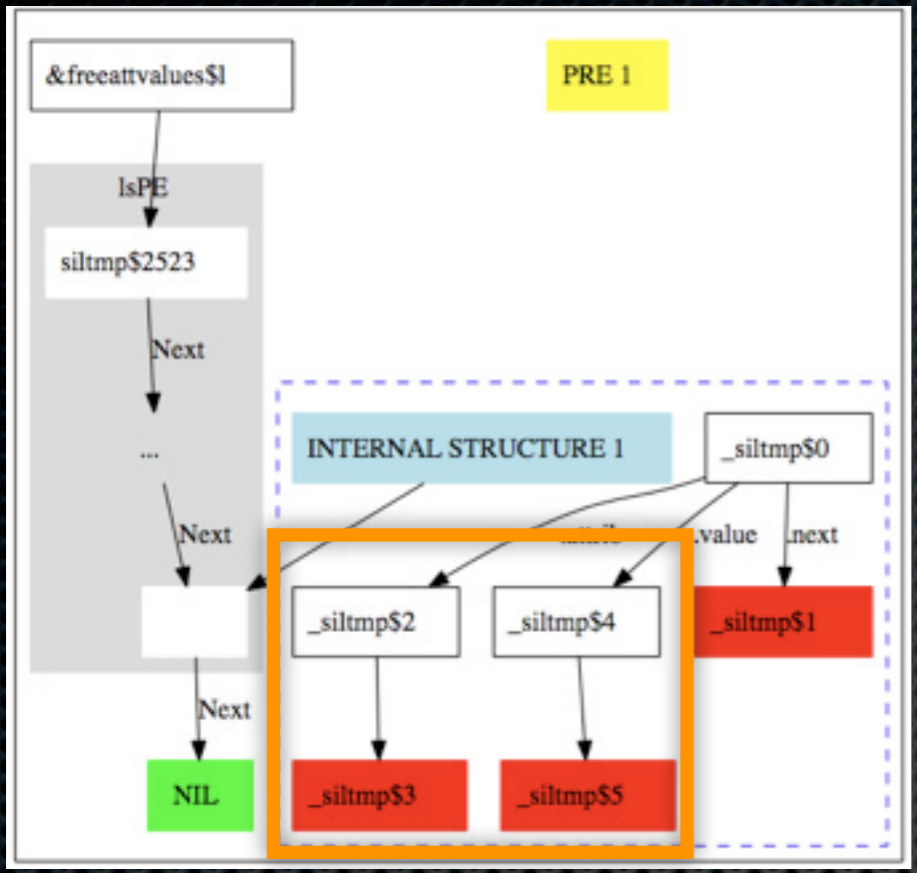 &freeattvalues$l
PRE 1
lsPE
siltmp$2523
Next
INTERNAL STRUCTURE 1
_siltmp$0
...
Next
.value
.next
_siltmp$2
_siltmp$4
_siltmp$1
Next
NIL
_siltmp$3
_siltmp$5